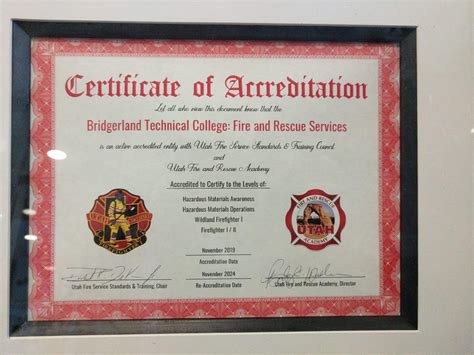 Certificate of Accreditation
Let all who view this document know that the
Bridgerland Technical College: Fire and Rescue Services
is an active accredited entity with Utah Fire Service Standards & Training Council
and
Utah Fire and Rescue Academy
Accredited to Certify to the Levels of:
Hazardous Materials Awareness
Hazardous Materials Operations
Wildland Firefighter I
Firefighter I / II
FIRE AND RESCUE
UTAH
ACADEMY
November 2019
Accreditation Date
November 2024
Re-Accreditation Date
Utah Fire Service Standards & Training, Chair
Utah Fire and Rescue Academy, Director